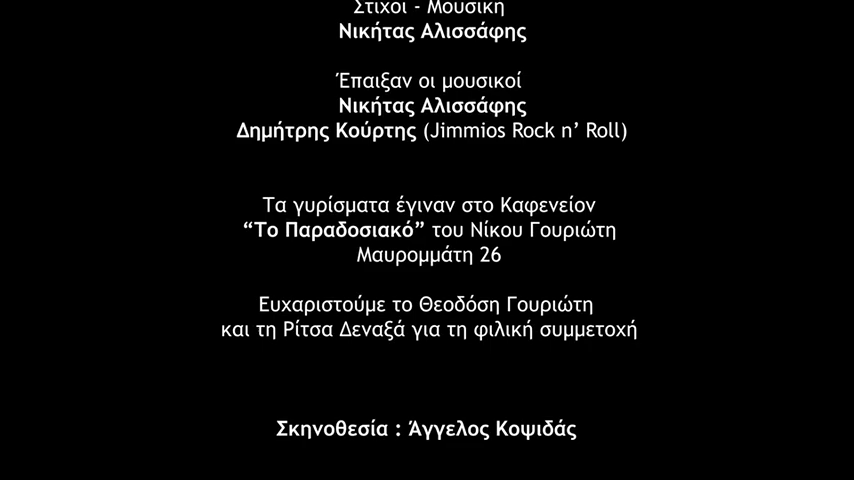 Στίχοι - Μουσική
Νικήτας Αλισσάφης
Έπαιξαν οι μουσικοί
Νικήτας Αλισσάφης
Δημήτρης Κούρτης (Jimmios Rock n’ Roll)
Τα γυρίσματα έγιναν στο Καφενείον
“Το Παραδοσιακό” του Νίκου Γουριώτη
Μαυρομμάτη 26
Ευχαριστούμε το Θεοδόση Γουριώτη
και τη Ρίτσα Δεναξά για τη φιλική συμμετοχή
Σκηνοθεσία : Άγγελος Κοψιδάς